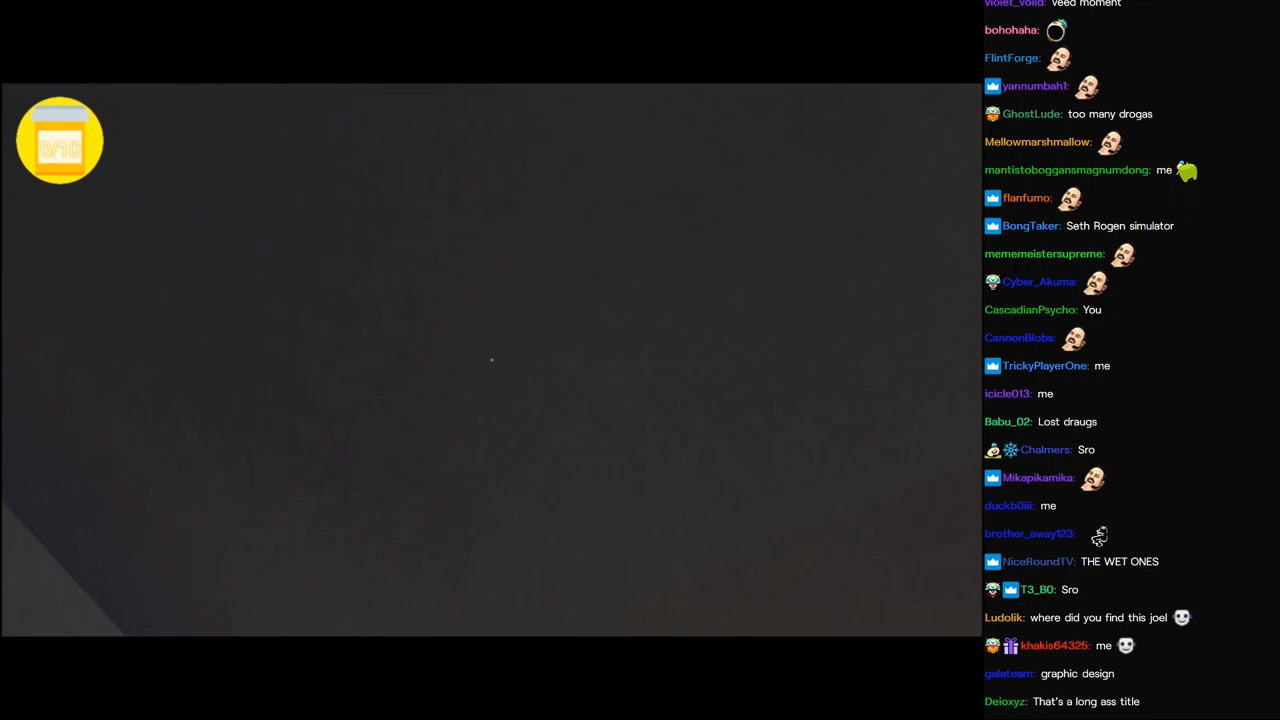 0/10
violet_voiid: veed moment
bohohaha:
FlintForge:
yannumbah1:
GhostLude: too many drogas
Mellowmarshmallow:
mantistoboggansmagnumdong: me
flanfumo:
BongTaker: Seth Rogen simulator
mememeistersupreme:
Cyber_Akuma:
CascadianPsycho: You
CannonBlobs:
TrickyPlayerOne: me
icicle013: me
Babu_02: Lost draugs
Chalmers: Sro
Mikapikamika:
duckb0iii: me
brother_away123:
NiceRoundTV: THE WET ONES
T3_B0: Sro
Ludolik: where did you find this joel
khakis64325: me
galateam: graphic design
Deioxyz: That's a long ass title